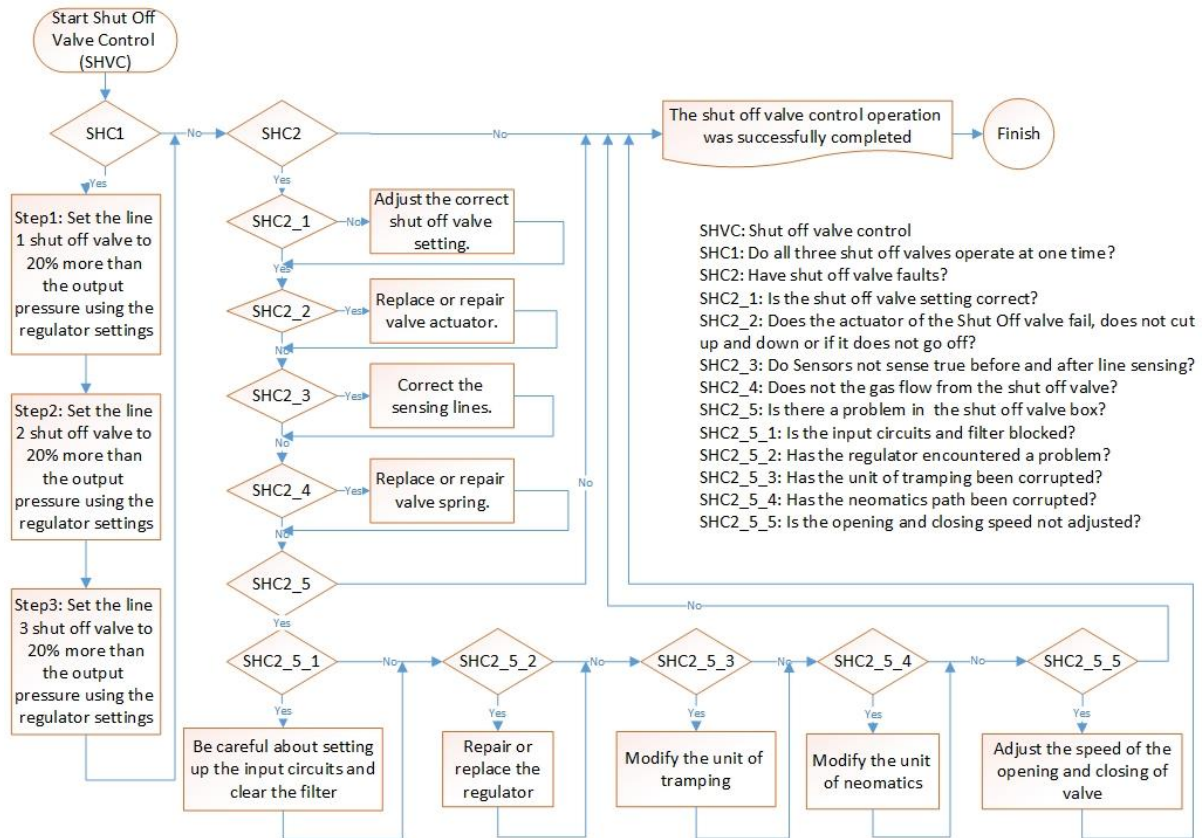 Start Shut Off
Valve Control
(SHVC)
SHC1
No
SHC2
No
The shut off valve control operation
was successfully completed
Finish
Yes
Step1: Set the line
1 shut off valve to
20% more than
the output
pressure using the
regulator settings
Step2: Set the line
2 shut off valve to
20% more than
the output
pressure using the
regulator settings
Step3: Set the line
3 shut off valve to
20% more than
the output
pressure using the
regulator settings
Yes
SHC2_1
No
Adjust the correct
shut off valve
setting.
Yes
SHC2_2
Yes
Replace or repair
valve actuator.
No
SHC2_3
Yes
Correct the
sensing lines.
No
SHC2_4
Yes
Replace or repair
valve spring.
No
SHC2_5
No
Yes
SHVC: Shut off valve control
SHC1: Do all three shut off valves operate at one time?
SHC2: Have shut off valve faults?
SHC2_1: Is the shut off valve setting correct?
SHC2_2: Does the actuator of the Shut Off valve fail, does not cut
up and down or if it does not go off?
SHC2_3: Do Sensors not sense true before and after line sensing?
SHC2_4: Does not the gas flow from the shut off valve?
SHC2_5: Is there a problem in the shut off valve box?
SHC2_5_1: Is the input circuits and filter blocked?
SHC2_5_2: Has the regulator encountered a problem?
SHC2_5_3: Has the unit of tramping been corrupted?
SHC2_5_4: Has the neomatics path been corrupted?
SHC2_5_5: Is the opening and closing speed not adjusted?
SHC2_5_1
No
SHC2_5_2
No
SHC2_5_3
No
SHC2_5_4
No
SHC2_5_5
No
Yes
Be careful about setting
up the input circuits and
clear the filter
Yes
Repair or
replace the
regulator
Yes
Modify the unit of
tramping
Yes
Modify the unit
of neomatics
Yes
Adjust the speed of the
opening and closing of
valve